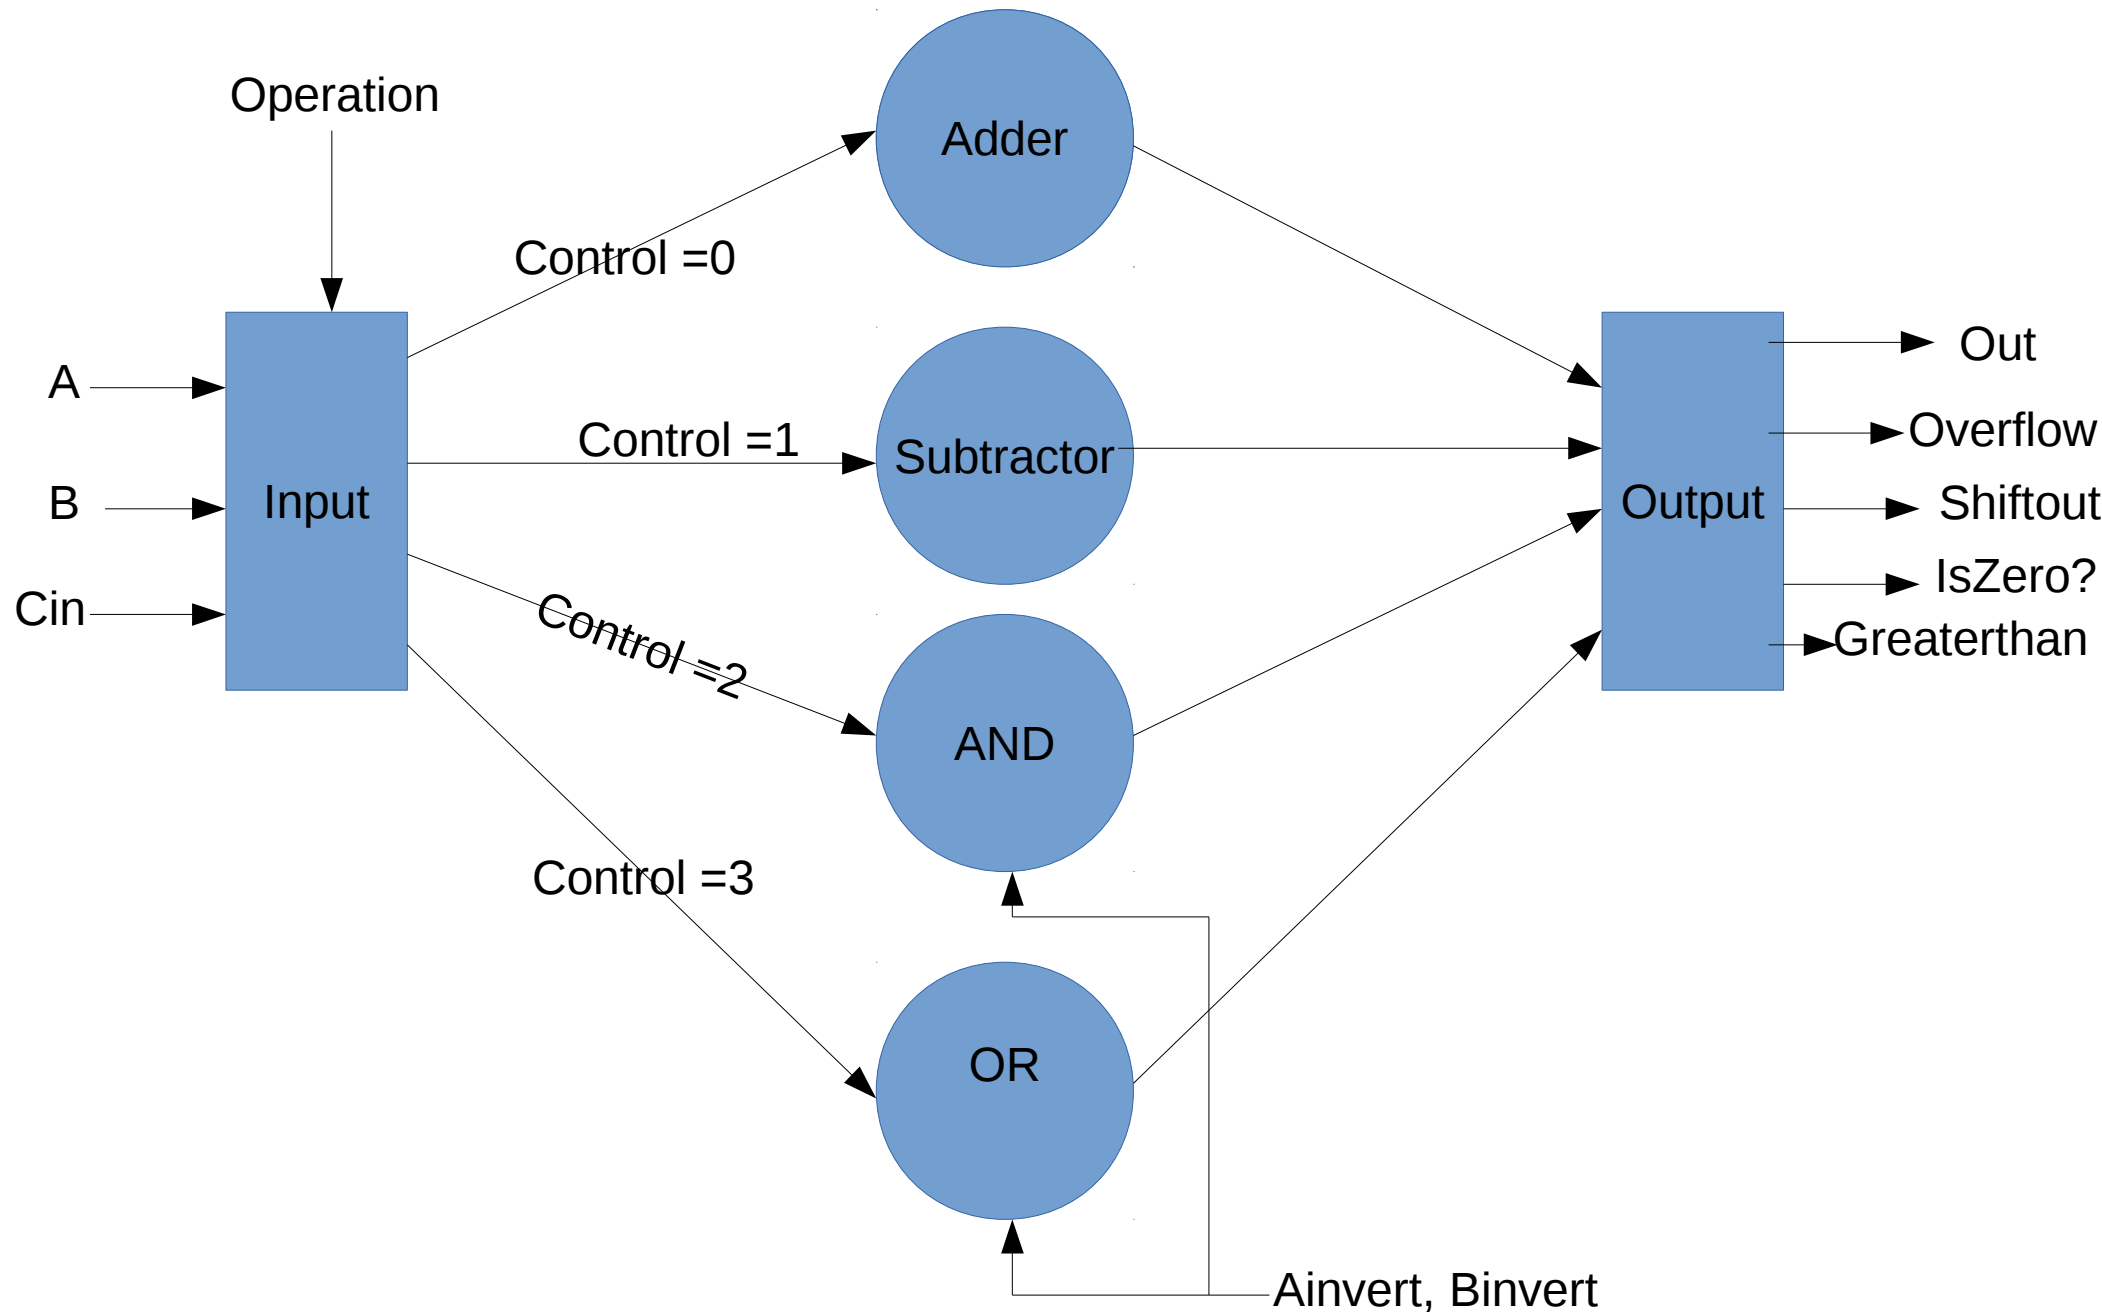 Operation
Adder
Control =0
A
Control =1
Subtractor
B
Input
Cin
Control =2
AND
Control =3
OR
Ainvert, Binvert
Output
Out
Overflow
Shiftout
IsZero?
Greaterthan